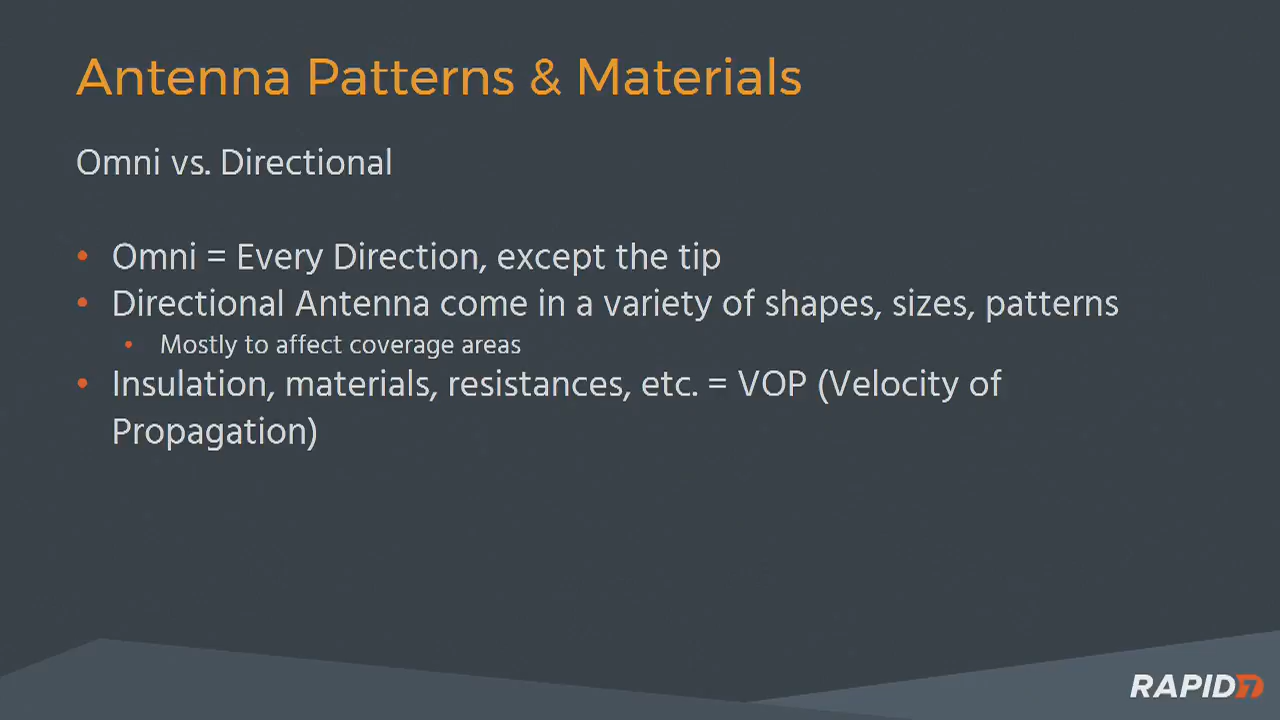 Antenna Patterns & Materials
Omni vs. Directional
• Omni = Every Direction, except the tip
• Directional Antenna come in a variety of shapes, sizes, patterns
• Mostly to affect coverage areas
• Insulation, materials, resistances, etc. = VOP (Velocity of
Propagation)
RAPID7